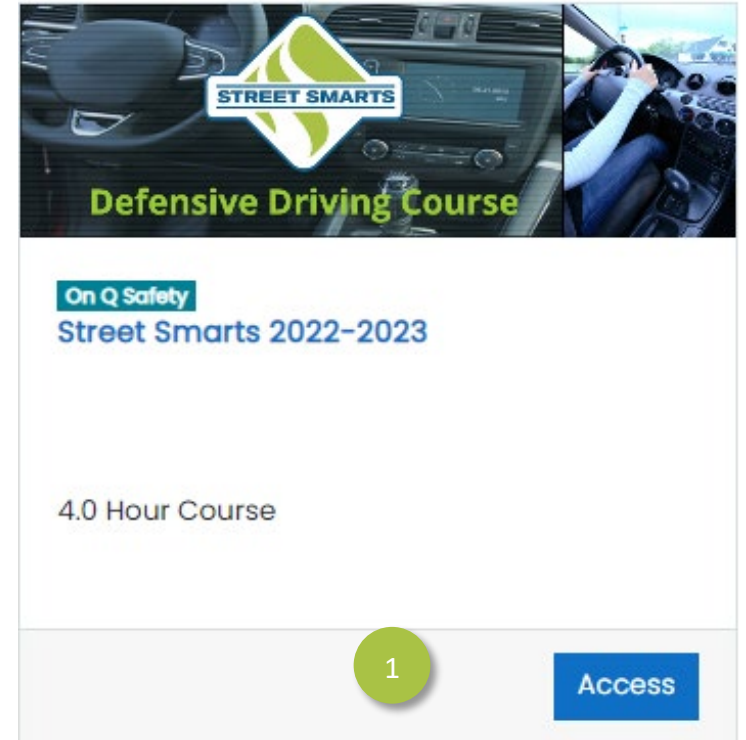 STREET SMARTS
Defensive Driving Course
On Q Safety
Street Smarts 2022-2023
4.0 Hour Course
1
Access